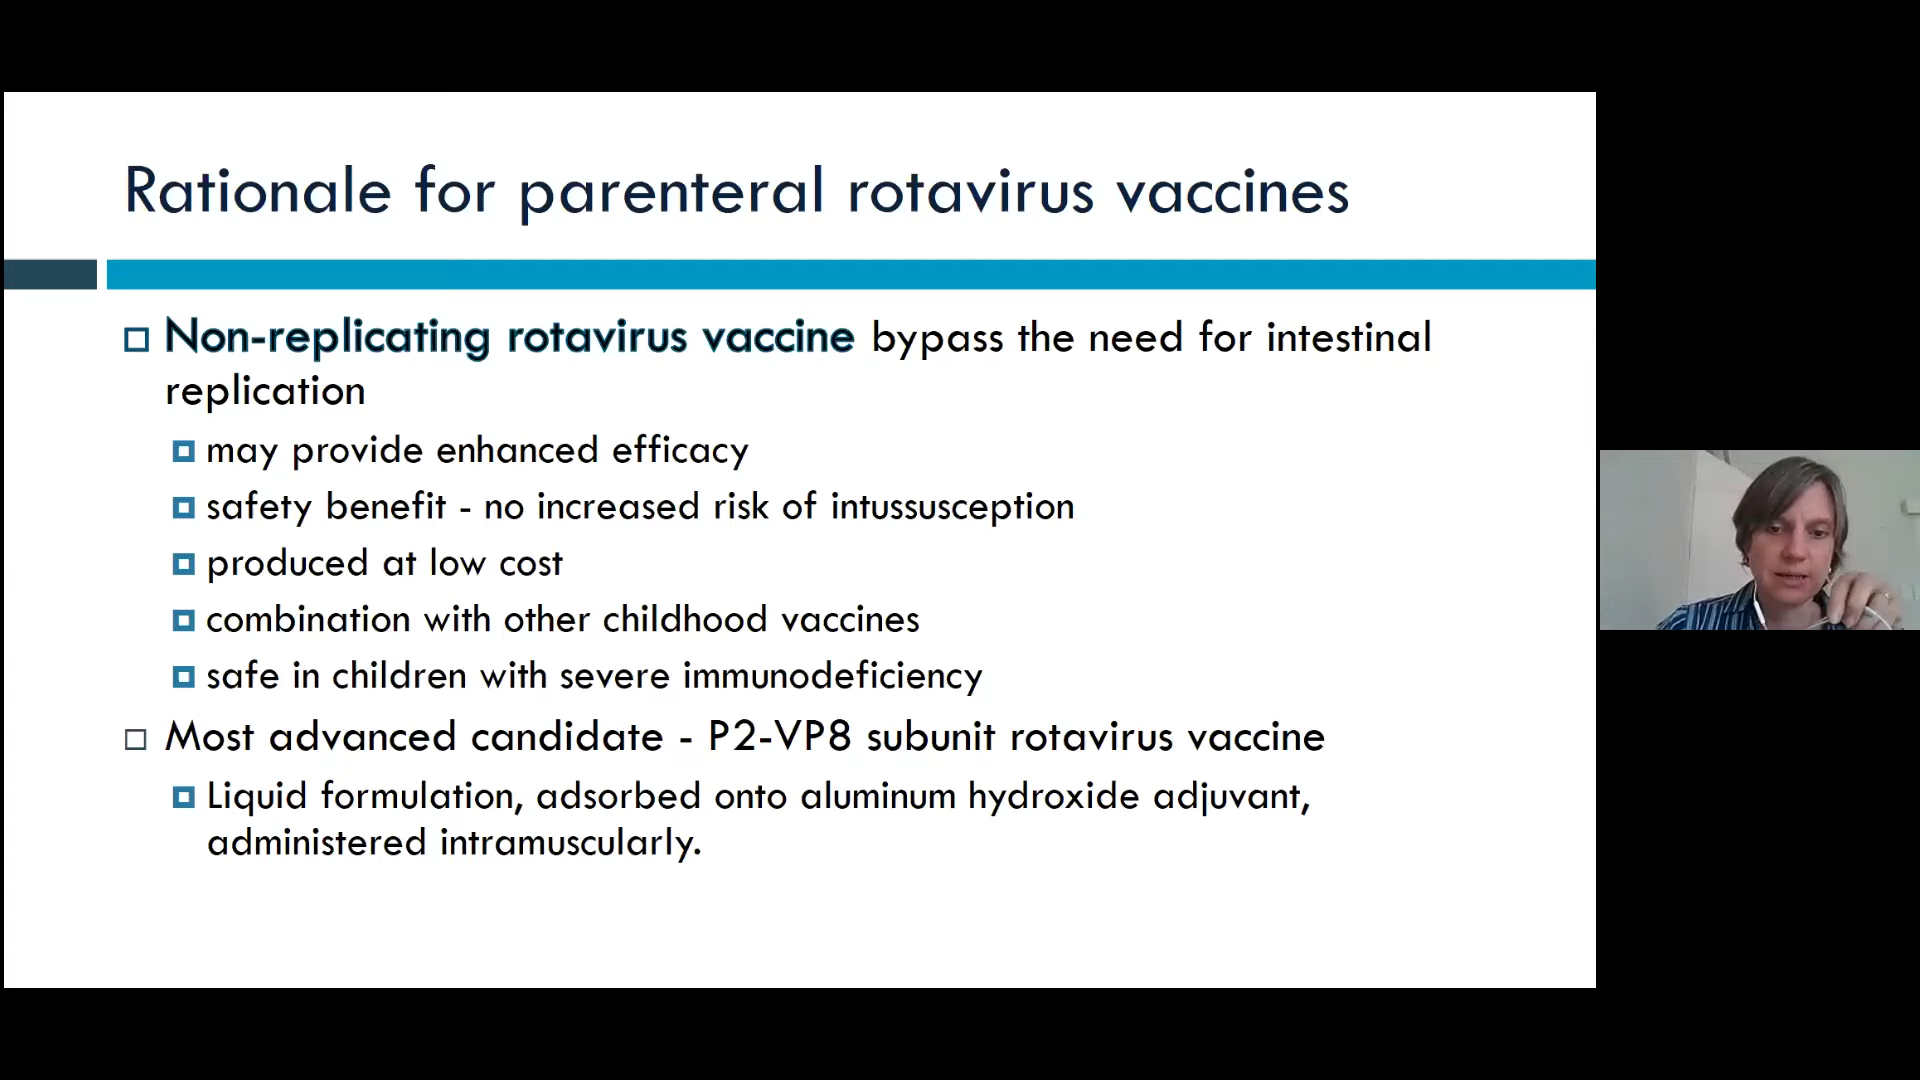 Rationale for parenteral rotavirus vaccines
Non-replicating rotavirus vaccine bypass the need for intestinal
replication
may provide enhanced efficacy
safety benefit - no increased risk of intussusception
produced at low cost
combination with other childhood vaccines
safe in children with severe immunodeficiency
Most advanced candidate - P2-VP8 subunit rotavirus vaccine
Liquid formulation, adsorbed onto aluminum hydroxide adjuvant,
administered intramuscularly.